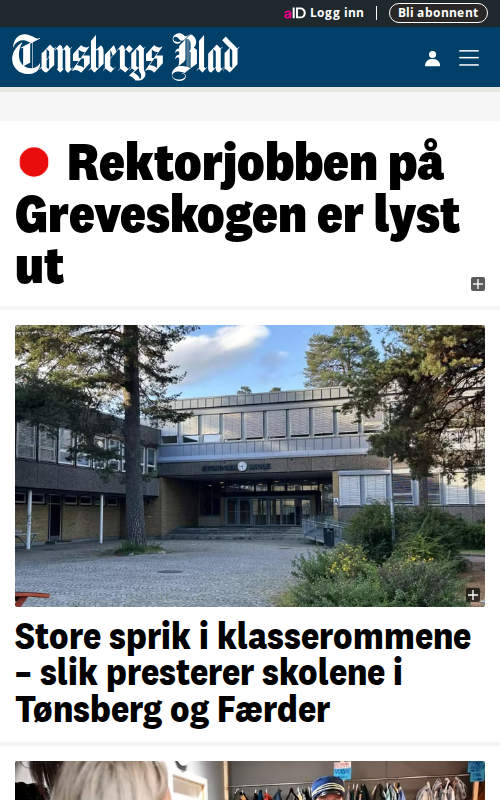 aID Logg inn
Bli abonnent
Tønsbergs Blad
Rektorjobben på
Greveskogen er lyst
ut
Store sprik i klasserommene
– slik presterer skolene i
Tønsberg og Færder